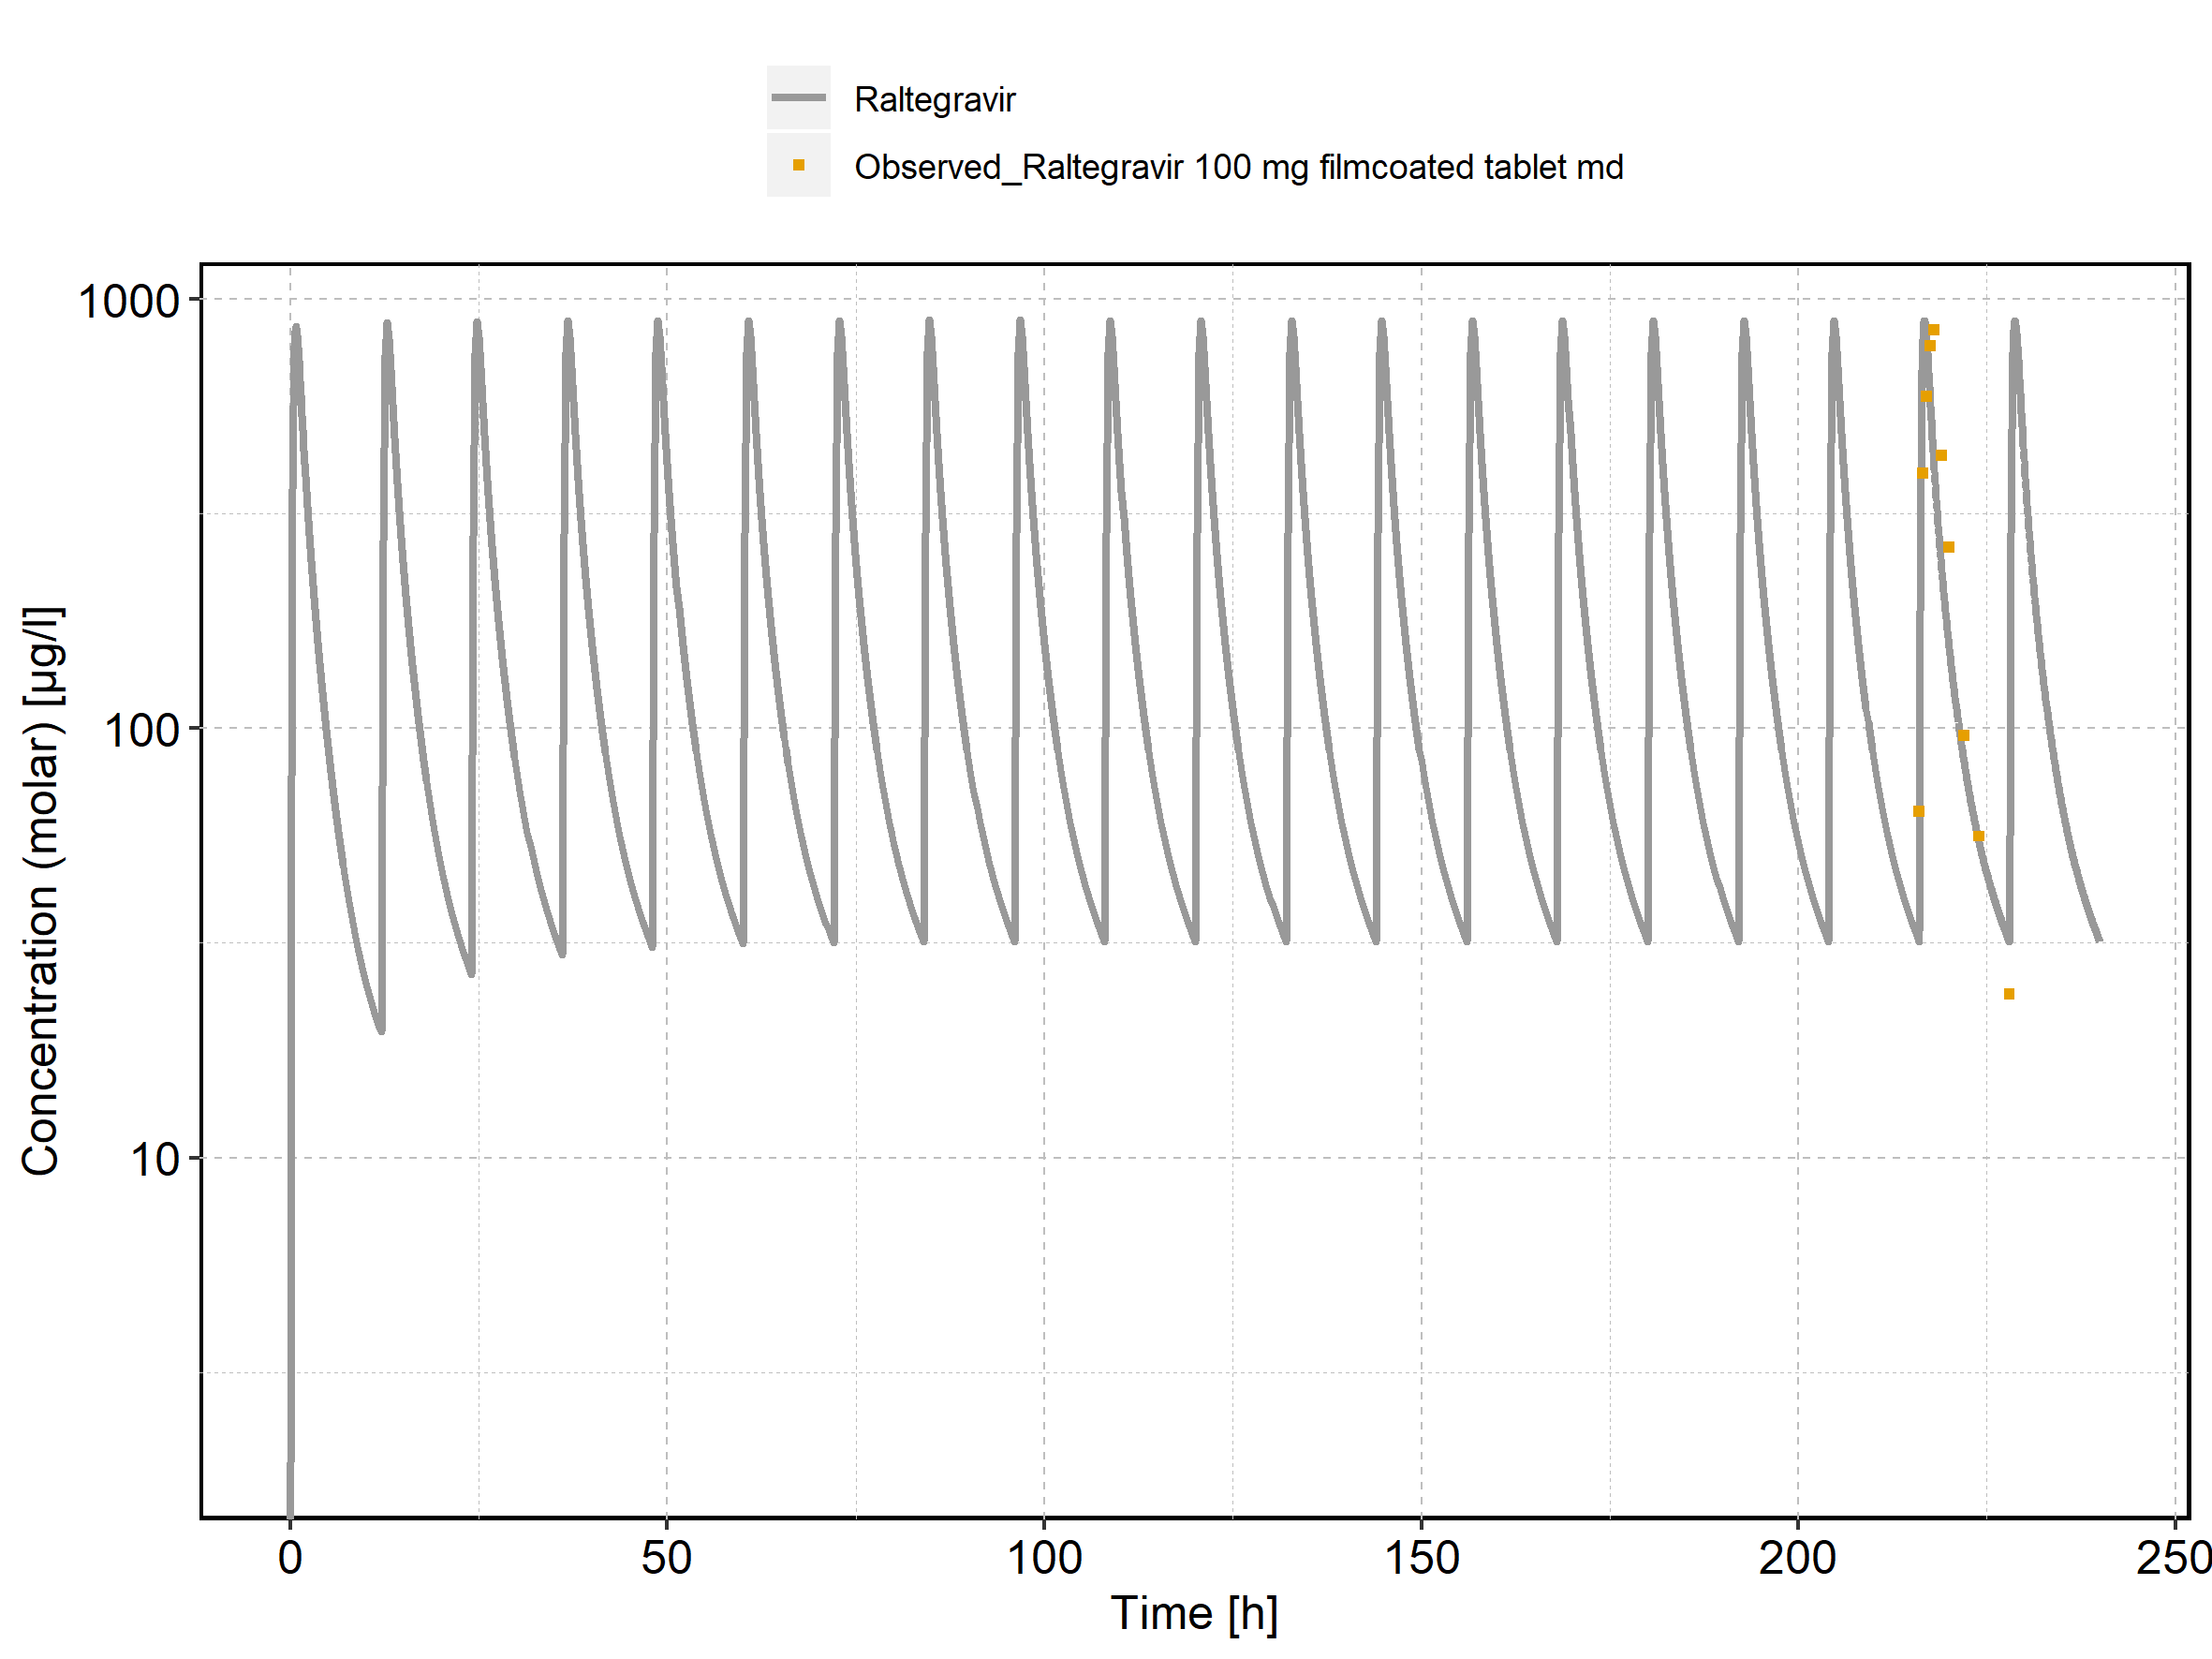 Raltegravir
Observed_Raltegravir 100 mg filmcoated tablet md
Concentration (molar) [µg/l]
1000
100
10
0 50 100 150 200 250
Time [h]